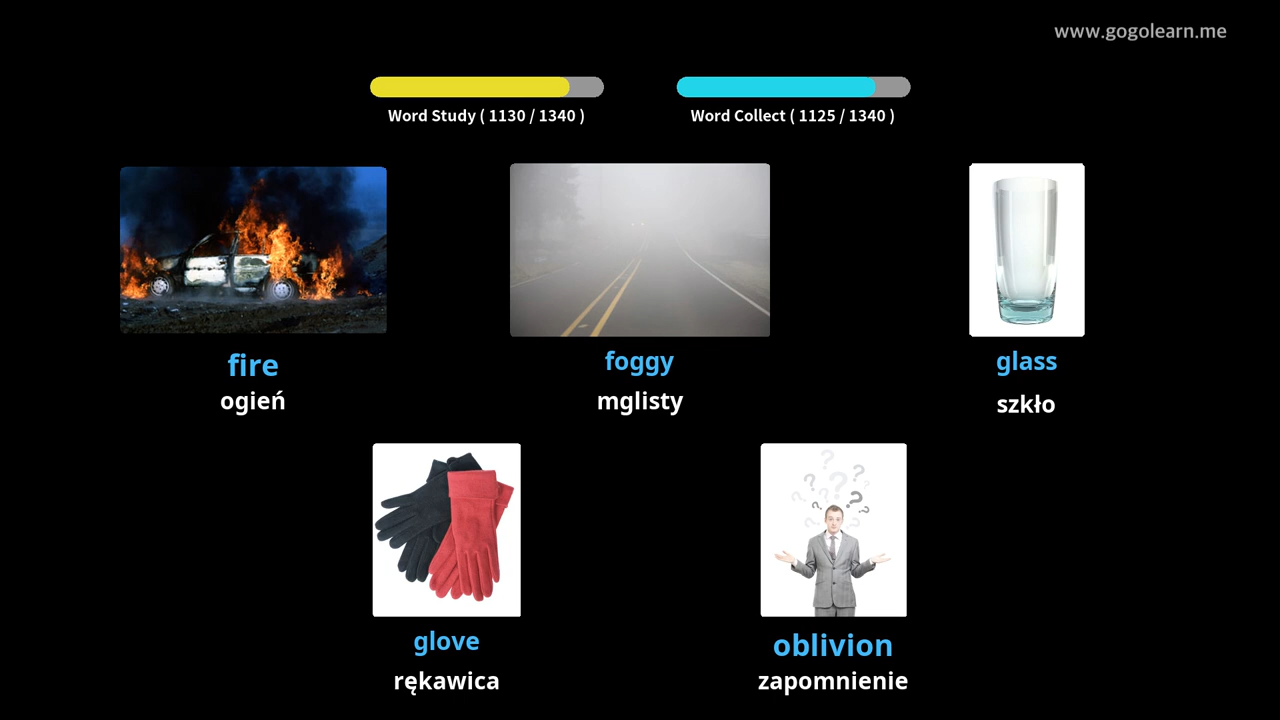 www.gogolearn.me
Word Study ( 1130 / 1340 )
Word Collect ( 1125 / 1340 )
fire
ogień
foggy
mglisty
glass
szkło
glove
rękawica
oblivion
zapomnienie